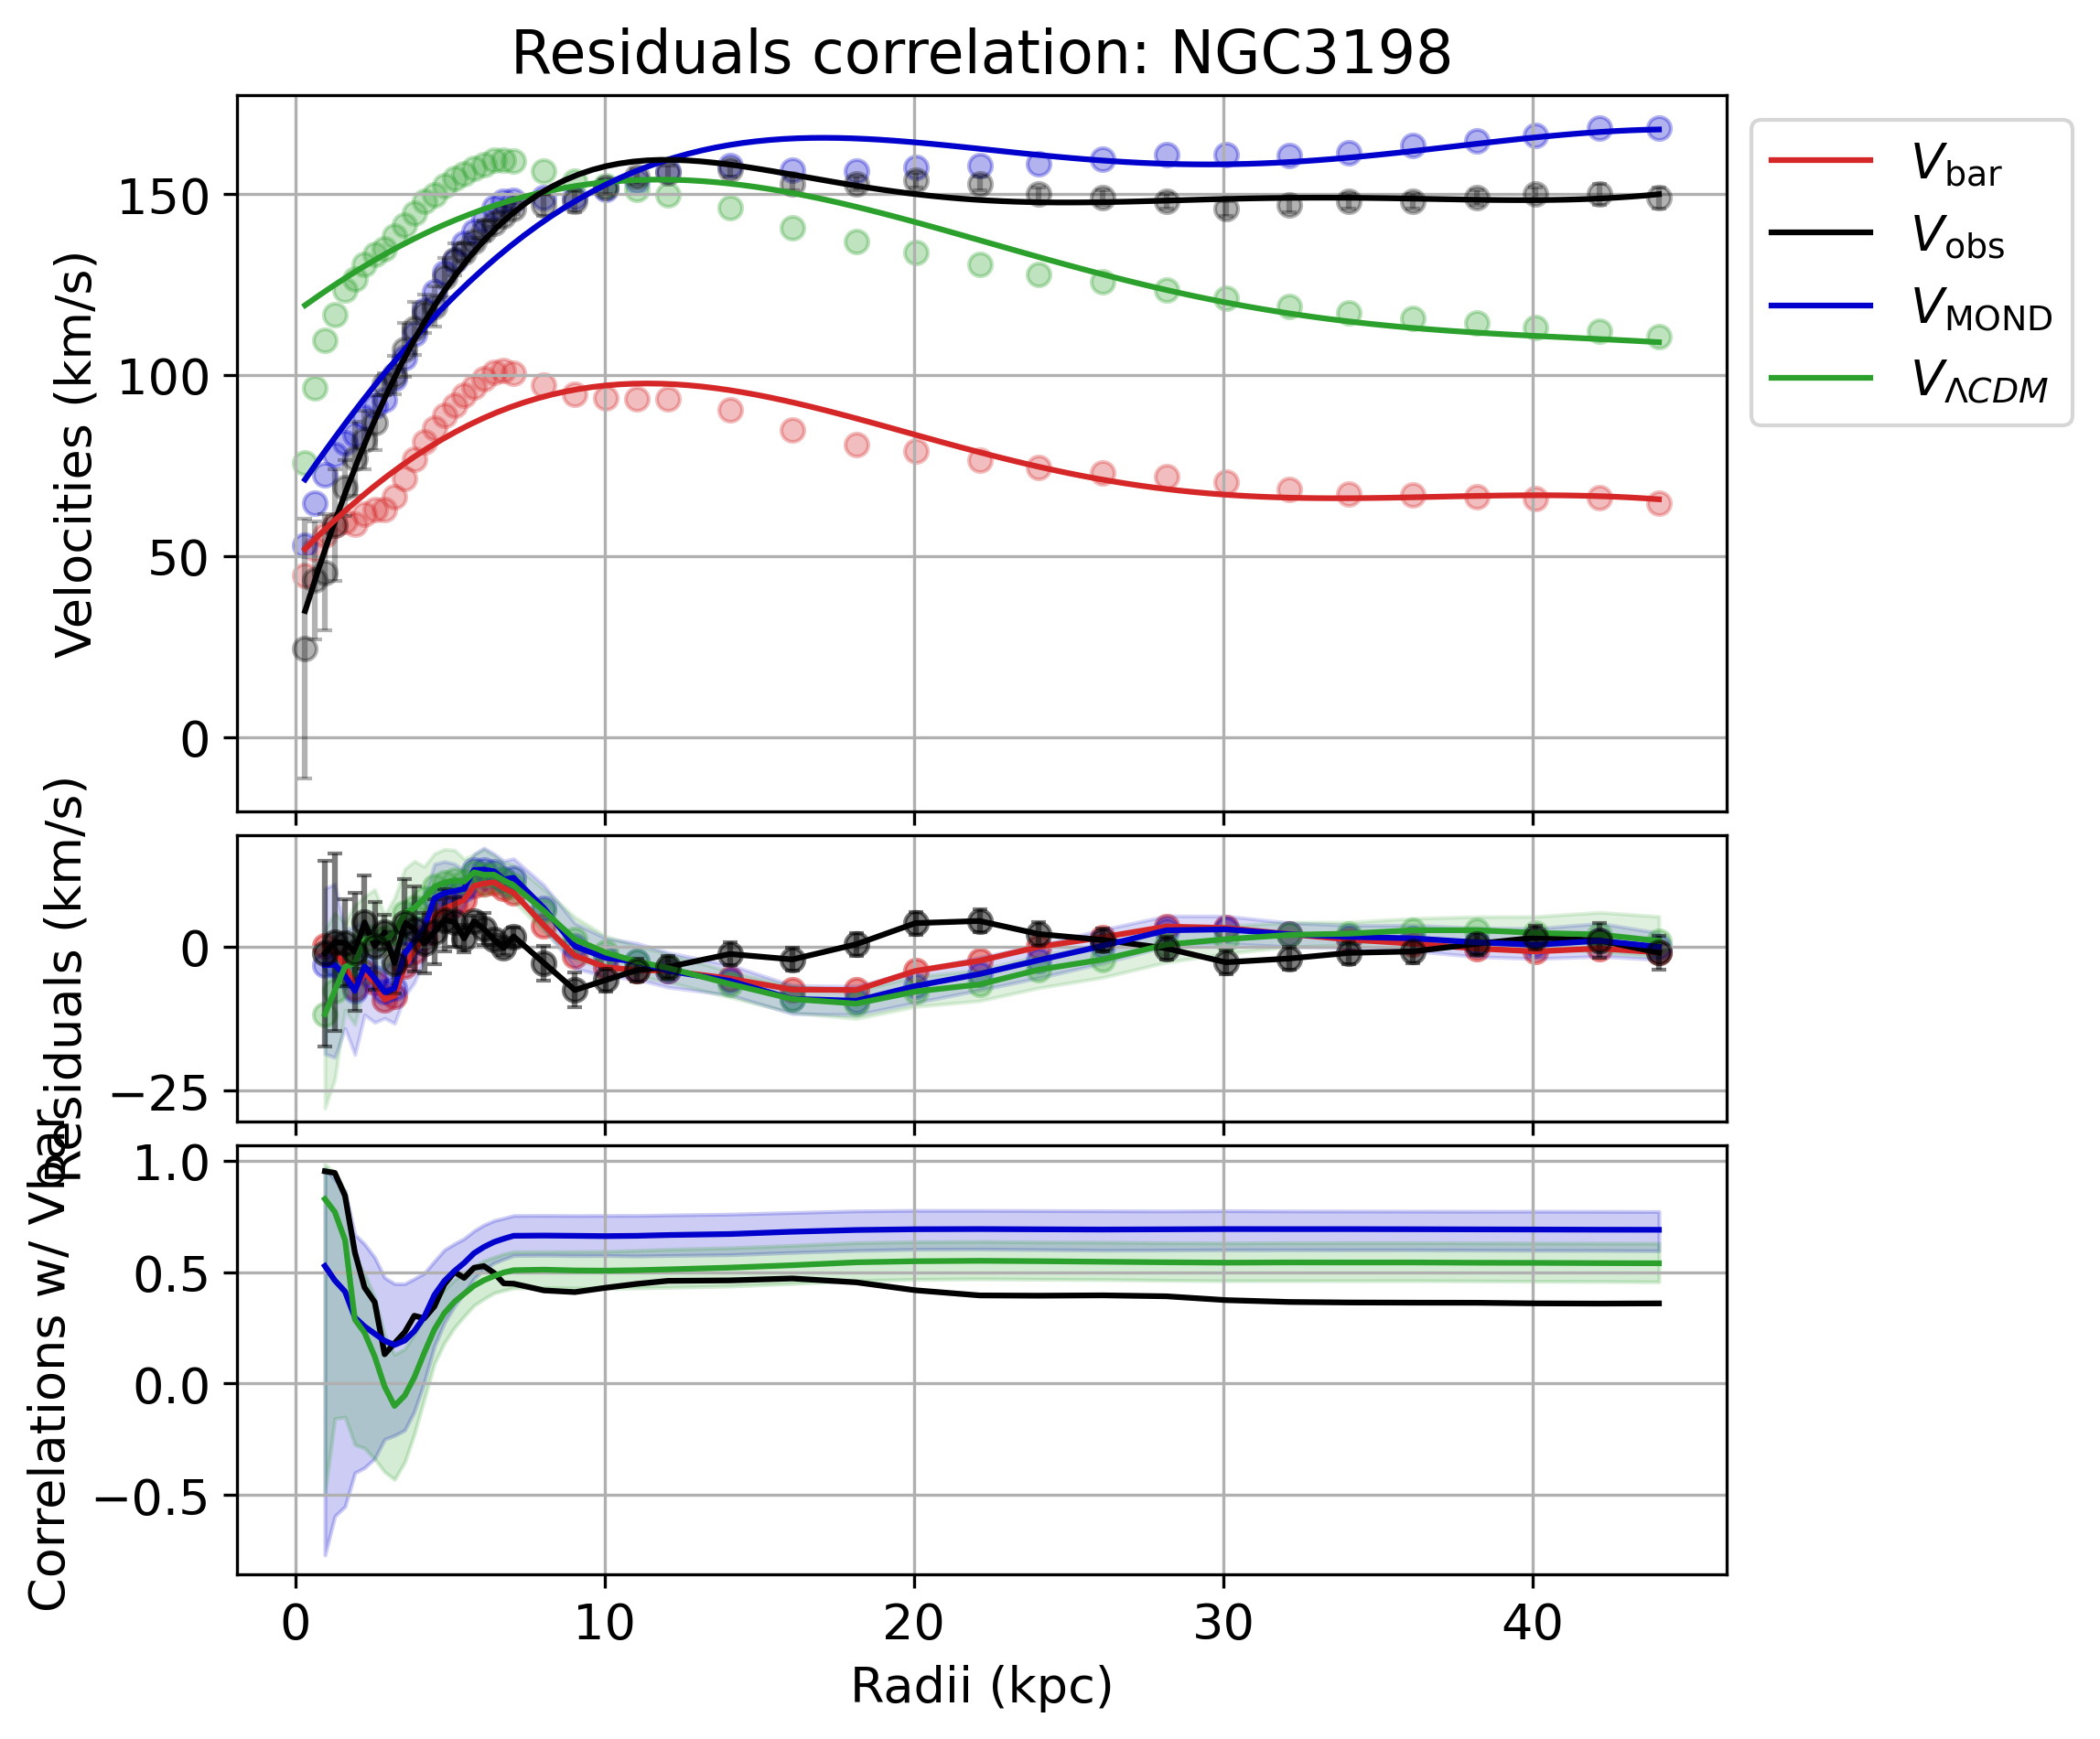 Residuals correlation: NGC3198
Velocities (km/s)
150
100
50
0
V_bar
V_obs
V_MOND
V_ΛCDM
Residuals (km/s)
0
−25
Correlations w/ Vbar
1.0
0.5
0.0
−0.5
0 10 20 30 40
Radii (kpc)